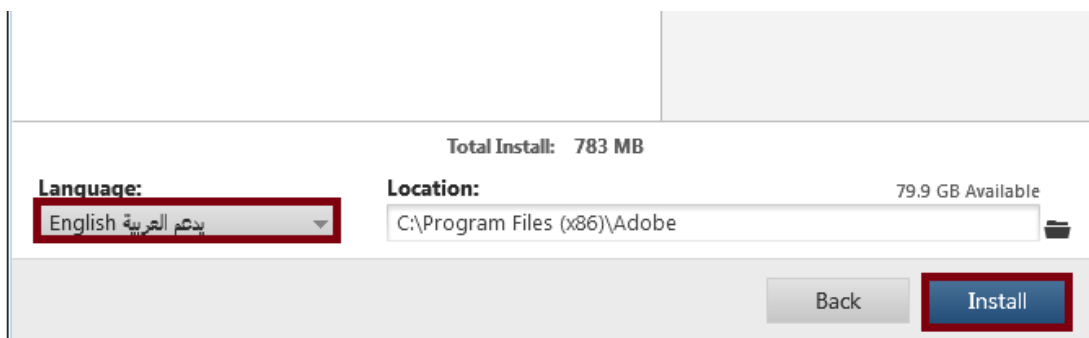 Total Install: 783 MB
Language:
Location:
79.9 GB Available
English يدعم العربية
C:\Program Files (x86)\Adobe
Back
Install